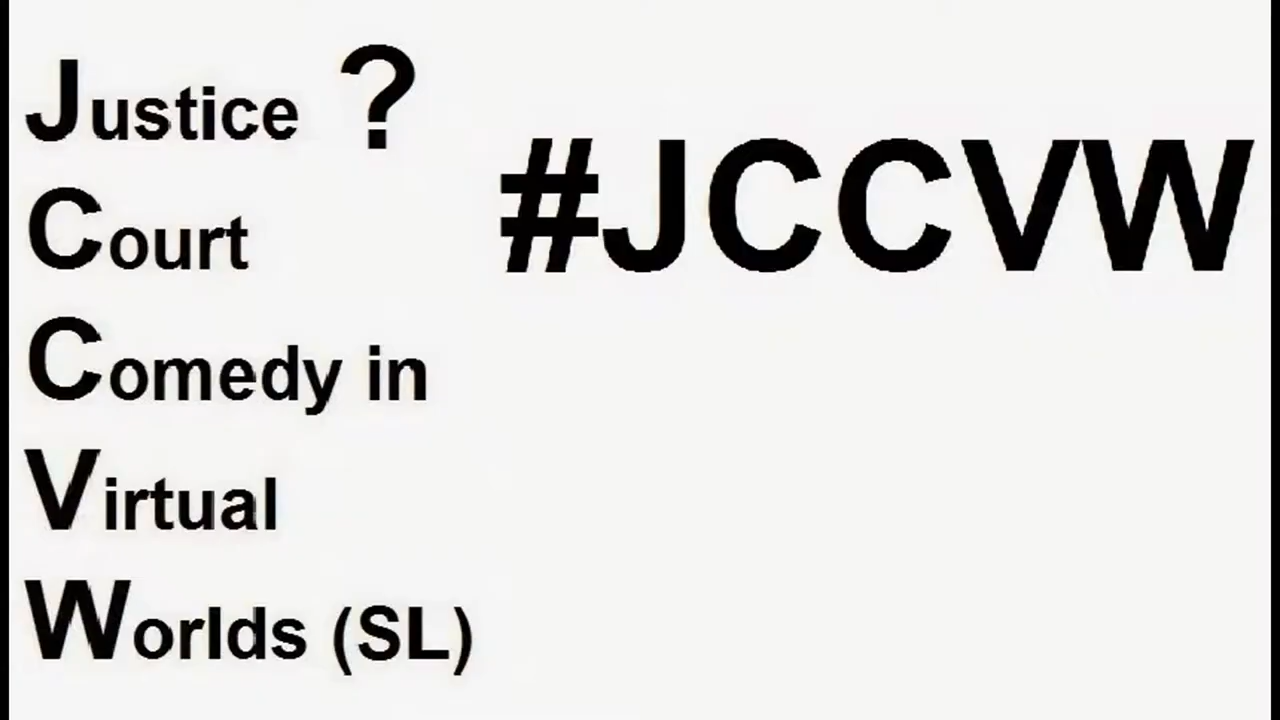 Justice ?
#JCCVW
Court
Comedy in
Virtual
Worlds (SL)